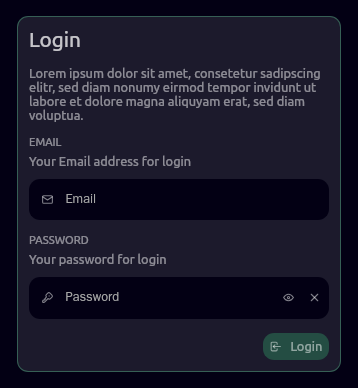 Login
Lorem ipsum dolor sit amet, consetetur sadipscing
elitr, sed diam nonumy eirmod tempor invidunt ut
labore et dolore magna aliquyam erat, sed diam
voluptua.
EMAIL
Your Email address for login
Email
PASSWORD
Your password for login
Password
Login